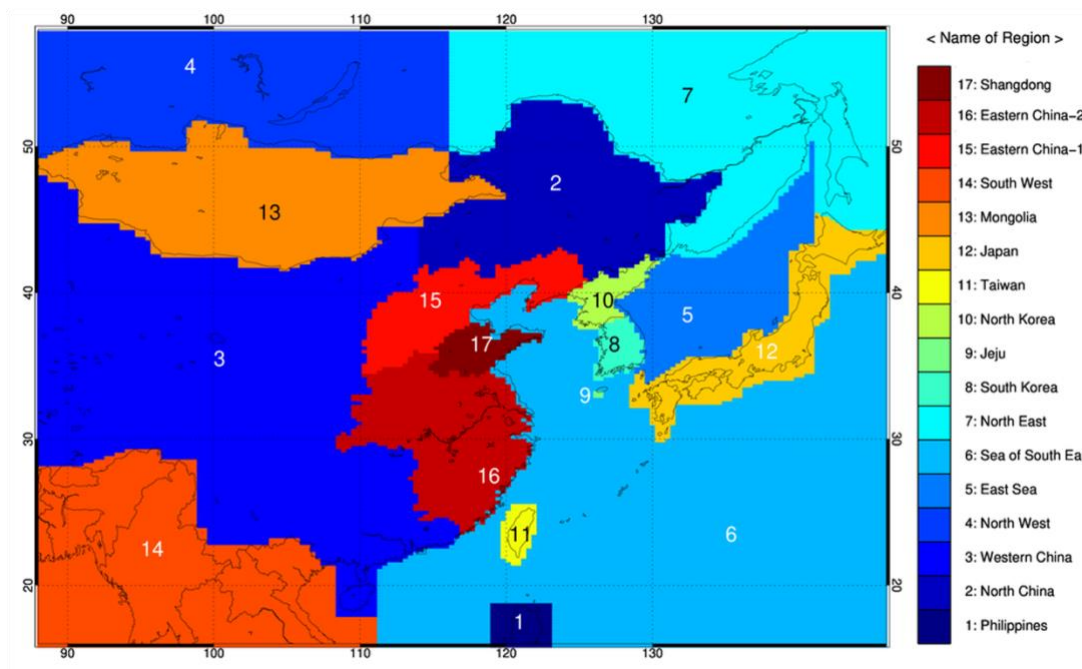 90 100 120 130
< Name of Region >
4
7
17: Shangdong
16: Eastern China-2
15: Eastern China-1
14: South West
13: Mongolia
12: Japan
11: Taiwan
10: North Korea
9: Jeju
8: South Korea
7: North East
6: Sea of South Ea
5: East Sea
4: North West
3: Western China
2: North China
1: Philippines
50 50
2
13
40 40
15
10
5
17
8
12
3
9
30 30
16
11
6
14
20 20
1
90 100 110 120 130